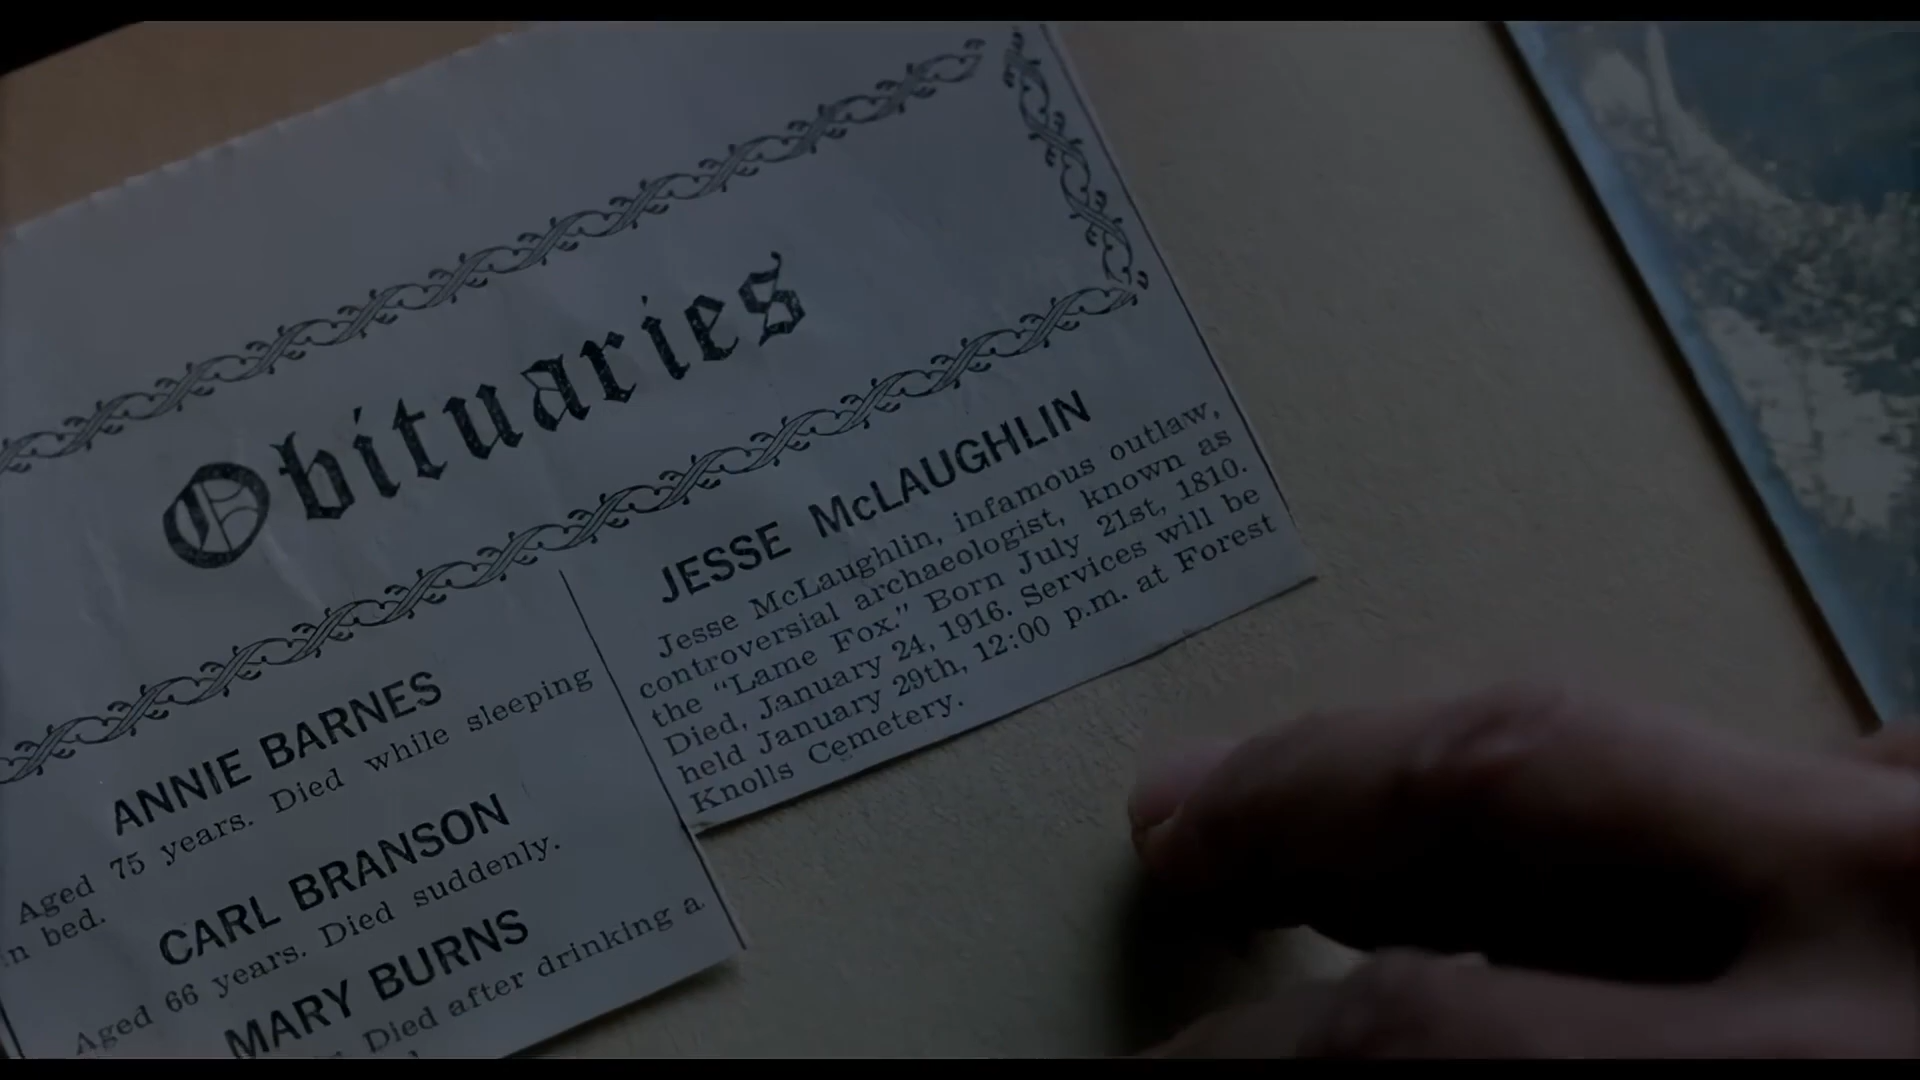 Obituaries
ANNIE BARNES
Aged 75 years. Died while sleeping
in bed.
CARL BRANSON
Aged 66 years. Died suddenly.
MARY BURNS
Died after drinking a
JESSE McLAUGHLIN
Jesse McLaughlin, infamous outlaw,
controversial archaeologist, known as
the “Lame Fox.” Born July 21st, 1810.
Died, January 24, 1916. Services will be
held January 29th, 12:00 p.m. at Forest
Knolls Cemetery.